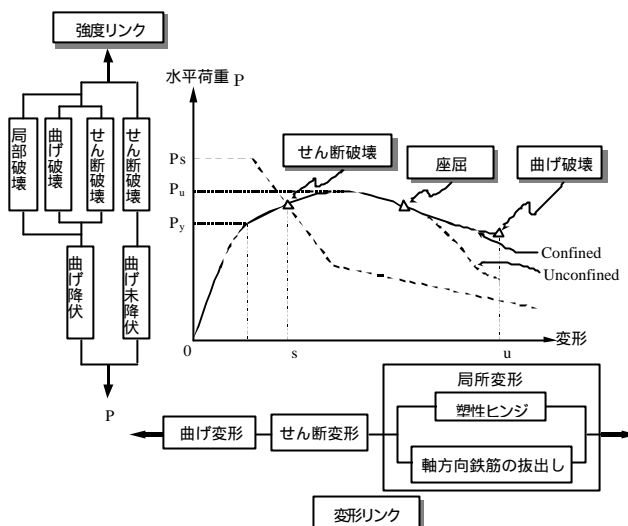 強度リンク
局部破壊
曲げ破壊
せん断破壊
せん断破壊
曲げ降伏
曲げ未降伏
P
水平荷重 P
Ps
Pu
Py
0
s
u
変形
せん断破壊
座屈
曲げ破壊
Confined
Unconfined
局所変形
塑性ヒンジ
曲げ変形
せん断変形
軸方向鉄筋の抜出し
変形リンク